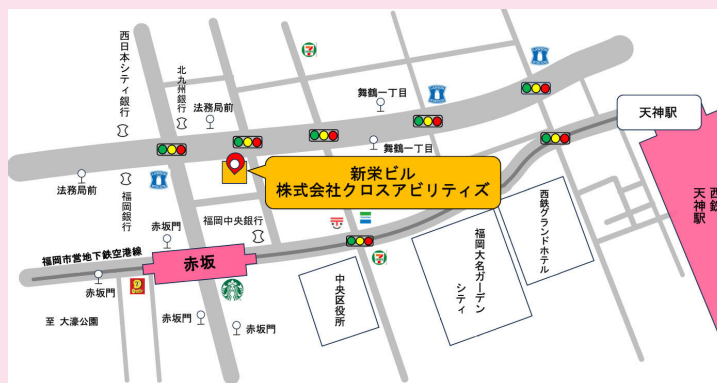 西日本シティ銀行
北九州銀行
法務局前
舞鶴一丁目
天神駅
舞鶴一丁目
新栄ビル
株式会社クロスアビリティズ
法務局前
福岡銀行
赤坂門
福岡中央銀行
西鉄
天神駅
西鉄グランドホテル
福岡大名ガーデン
シティ
福岡市営地下鉄空港線
赤坂
赤坂門
中央区役所
至 大濠公園
赤坂門
赤坂門